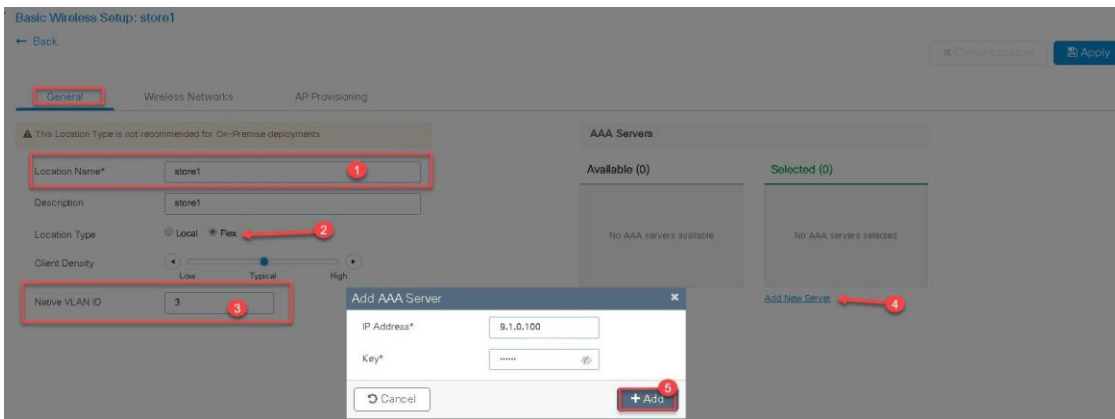 Basic Wireless Setup: store1
← Back
✖ Delete Location
Apply
General
Wireless Networks
AP Provisioning
This Location Type is not recommended for On-Premise deployments
Location Name*
store1
1
Description
store1
Location Type
Local
Flex
2
Client Density
Low
Typical
High
Native VLAN ID
3
3
AAA Servers
Available (0)
Selected (0)
No AAA servers available
No AAA servers selected
Add New Server
4
Add AAA Server
IP Address*
9.1.0.100
Key*
······
Cancel
+ Add
5